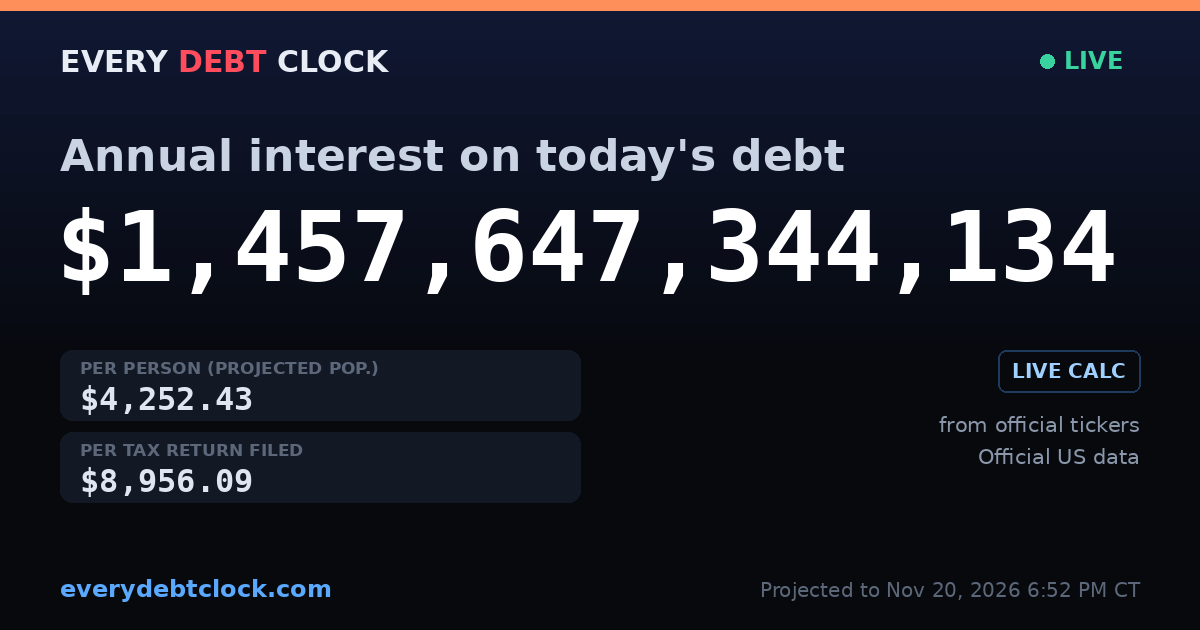 EVERY DEBT CLOCK
LIVE
Annual interest on today's debt
$1,457,647,344,134
PER PERSON (PROJECTED POP.)
$4,252.43
PER TAX RETURN FILED
$8,956.09
LIVE CALC
from official tickers
Official US data
everydebtclock.com
Projected to Nov 20, 2026 6:52 PM CT